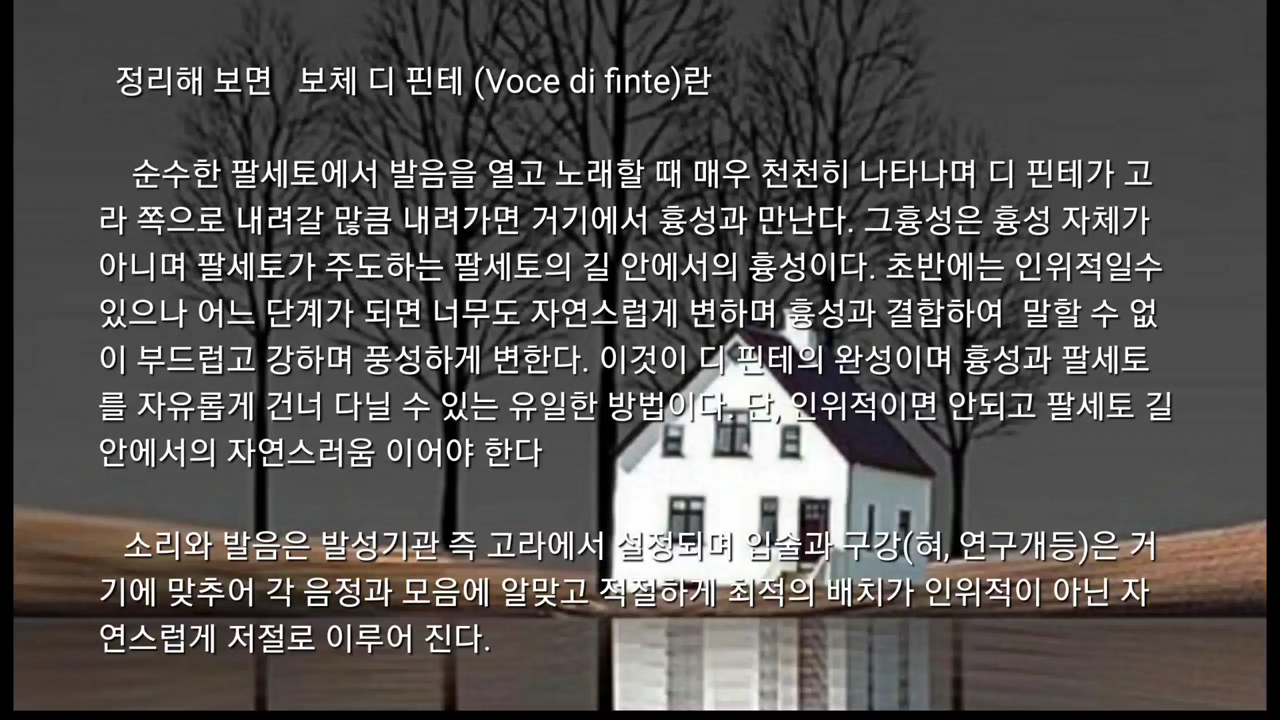 정리해 보면 보체 디 핀테 (Voce di finte)란
순수한 팔세토에서 발음을 열고 노래할 때 매우 천천히 나타나며 디 핀테가 고
라 쪽으로 내려갈 많큼 내려가면 거기에서 흉성과 만난다. 그흉성은 흉성 자체가
아니며 팔세토가 주도하는 팔세토의 길 안에서의 흉성이다. 초반에는 인위적일수
있으나 어느 단계가 되면 너무도 자연스럽게 변하며 흉성과 결합하여 말할 수 없
이 부드럽고 강하며 풍성하게 변한다. 이것이 디 핀테의 완성이며 흉성과 팔세토
를 자유롭게 건너 다닐 수 있는 유일한 방법이다. 단, 인위적이면 안되고 팔세토 길
안에서의 자연스러움 이어야 한다
소리와 발음은 발성기관 즉 고라에서 설정되며 입술과 구강(혀, 연구개등)은 거
기에 맞추어 각 음정과 모음에 알맞고 적절하게 최적의 배치가 인위적이 아닌 자
연스럽게 저절로 이루어 진다.